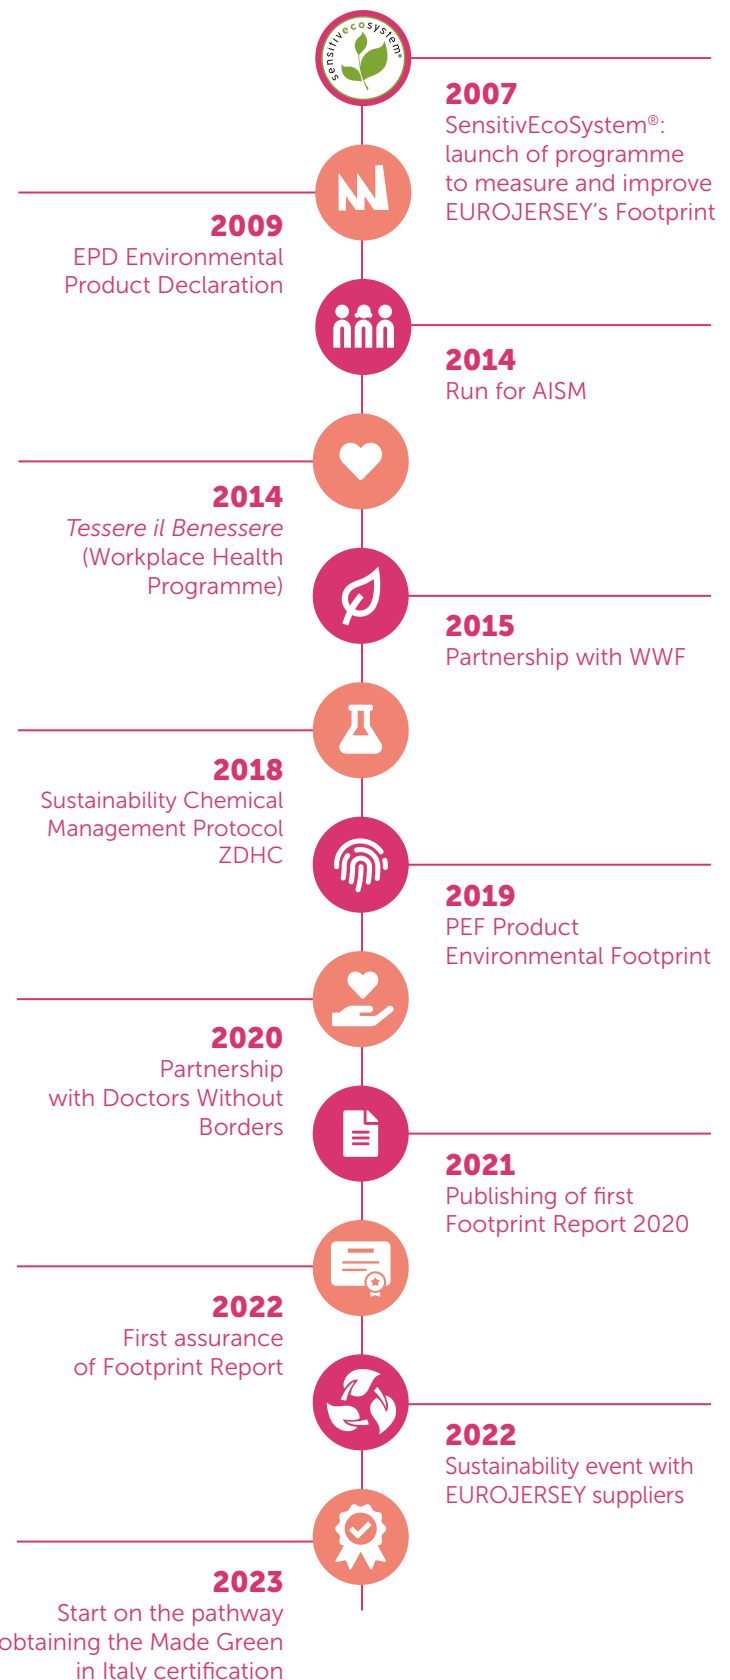 sensitivecosystem®
2007
SensitivEcoSystem®:
launch of programme
to measure and improve
EUROJERSEY's Footprint
2009
EPD Environmental
Product Declaration
2014
Run for AISM
2014
Tessere il Benessere
(Workplace Health
Programme)
2015
Partnership with WWF
2018
Sustainability Chemical
Management Protocol
ZDHC
2019
PEF Product
Environmental Footprint
2020
Partnership
with Doctors Without
Borders
2021
Publishing of first
Footprint Report 2020
2022
First assurance
of Footprint Report
2022
Sustainability event with
EUROJERSEY suppliers
2023
Start on the pathway
obtaining the Made Green
in Italy certification